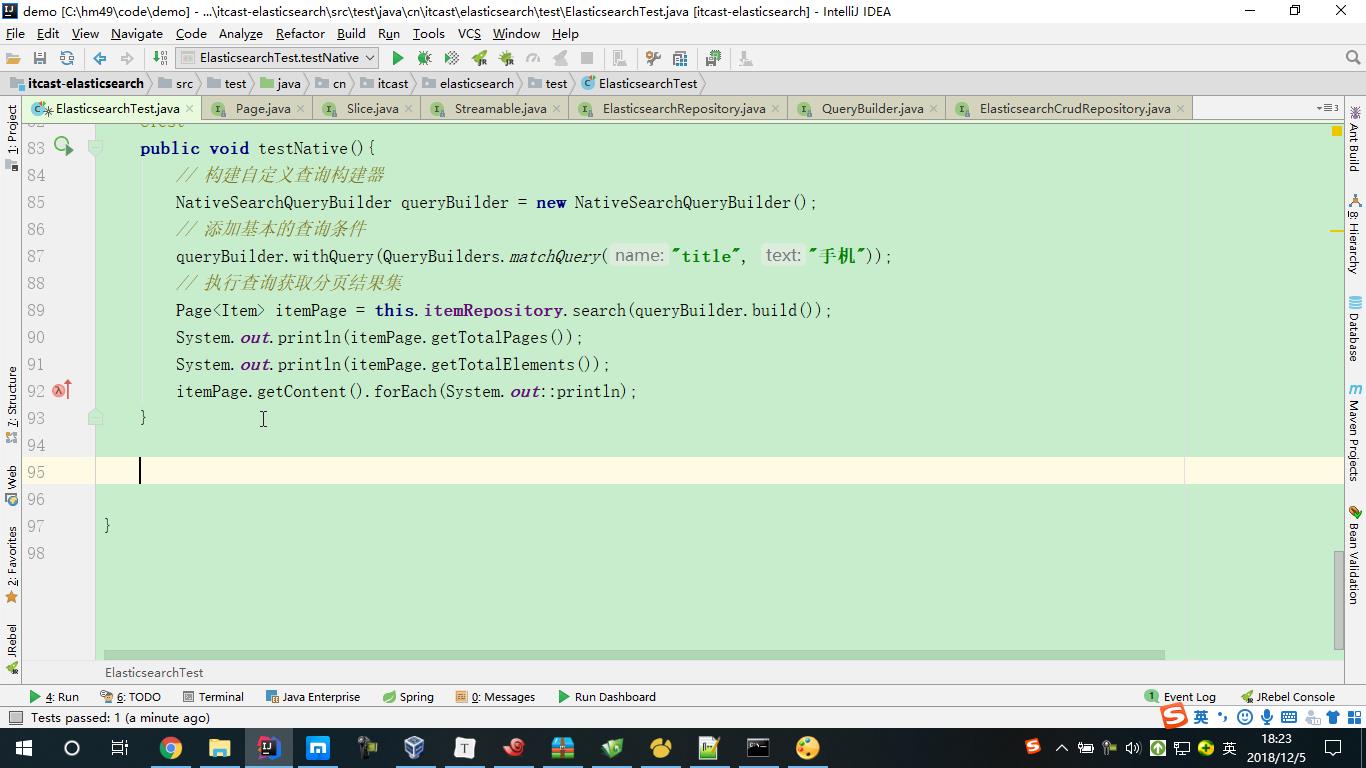 demo [C:\hm49\code\demo] - ...\itcast-elasticsearch\src\test\java\cn\itcast\elasticsearch\test\ElasticsearchTest.java [itcast-elasticsearch] - IntelliJ IDEA
File Edit View Navigate Code Analyze Refactor Build Run Tools VCS Window Help
ElasticsearchTest.testNative
itcast-elasticsearch src test java cn itcast elasticsearch test ElasticsearchTest
ElasticsearchTest.java Page.java Slice.java Streamable.java ElasticsearchRepository.java QueryBuilder.java ElasticsearchCrudRepository.java
83 public void testNative(){
84 // 构建自定义查询构建器
85 NativeSearchQueryBuilder queryBuilder = new NativeSearchQueryBuilder();
86 // 添加基本的查询条件
87 queryBuilder.withQuery(QueryBuilders.matchQuery( name: "title", text: "手机"));
88 // 执行查询获取分页结果集
89 Page<Item> itemPage = this.itemRepository.search(queryBuilder.build());
90 System.out.println(itemPage.getTotalPages());
91 System.out.println(itemPage.getTotalElements());
92 itemPage.getContent().forEach(System.out::println);
93 }
94
95
96
97 }
98
1: Project
7: Structure
Web
2: Favorites
JRebel
Ant Build
8: Hierarchy
Database
Maven Projects
Bean Validation
ElasticsearchTest
4: Run 6: TODO Terminal Java Enterprise Spring 0: Messages Run Dashboard 1 Event Log JRebel Console
Tests passed: 1 (a minute ago)
英
英
18:23
2018/12/5